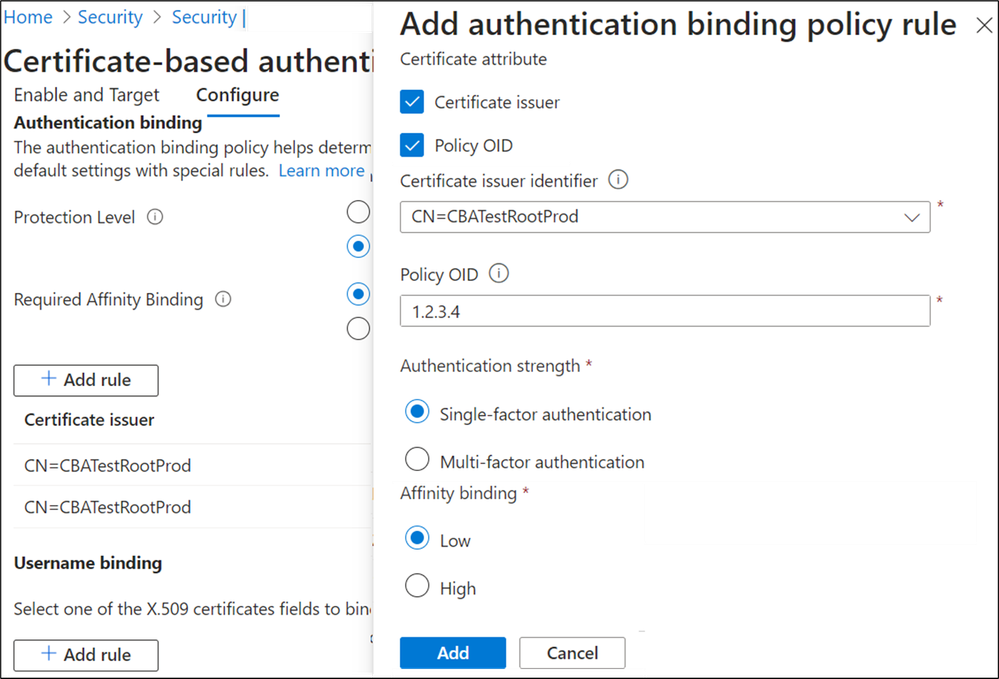 Home > Security > Security |
Certificate-based authenti
Enable and Target Configure
Authentication binding
The authentication binding policy helps determ
default settings with special rules. Learn more
Protection Level
Required Affinity Binding
+ Add rule
Certificate issuer
CN=CBATestRootProd
CN=CBATestRootProd
Username binding
Select one of the X.509 certificates fields to bin
+ Add rule
Add authentication binding policy rule
Certificate attribute
Certificate issuer
Policy OID
Certificate issuer identifier
CN=CBATestRootProd
*
Policy OID
1.2.3.4
*
Authentication strength *
Single-factor authentication
Multi-factor authentication
Affinity binding *
Low
High
Add
Cancel